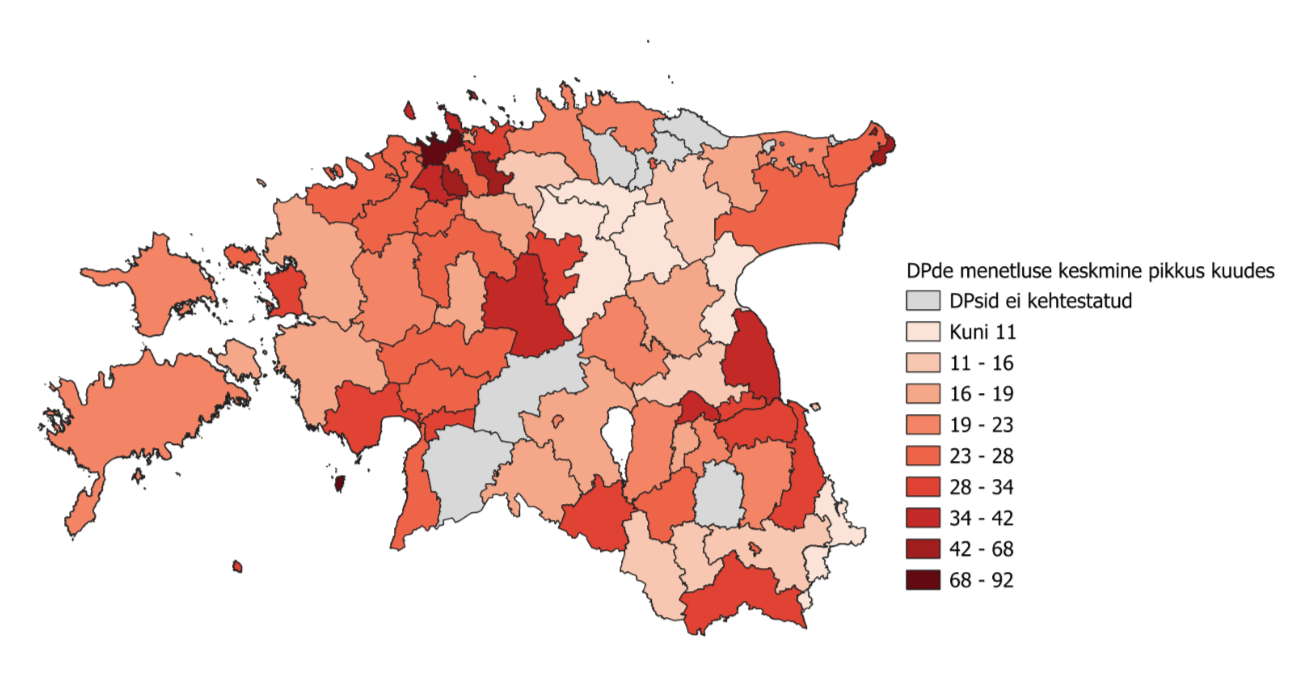 DPde menetluse keskmine pikkus kuudes
DPsid ei kehtestatud
Kuni 11
11 - 16
16 - 19
19 - 23
23 - 28
28 - 34
34 - 42
42 - 68
68 - 92